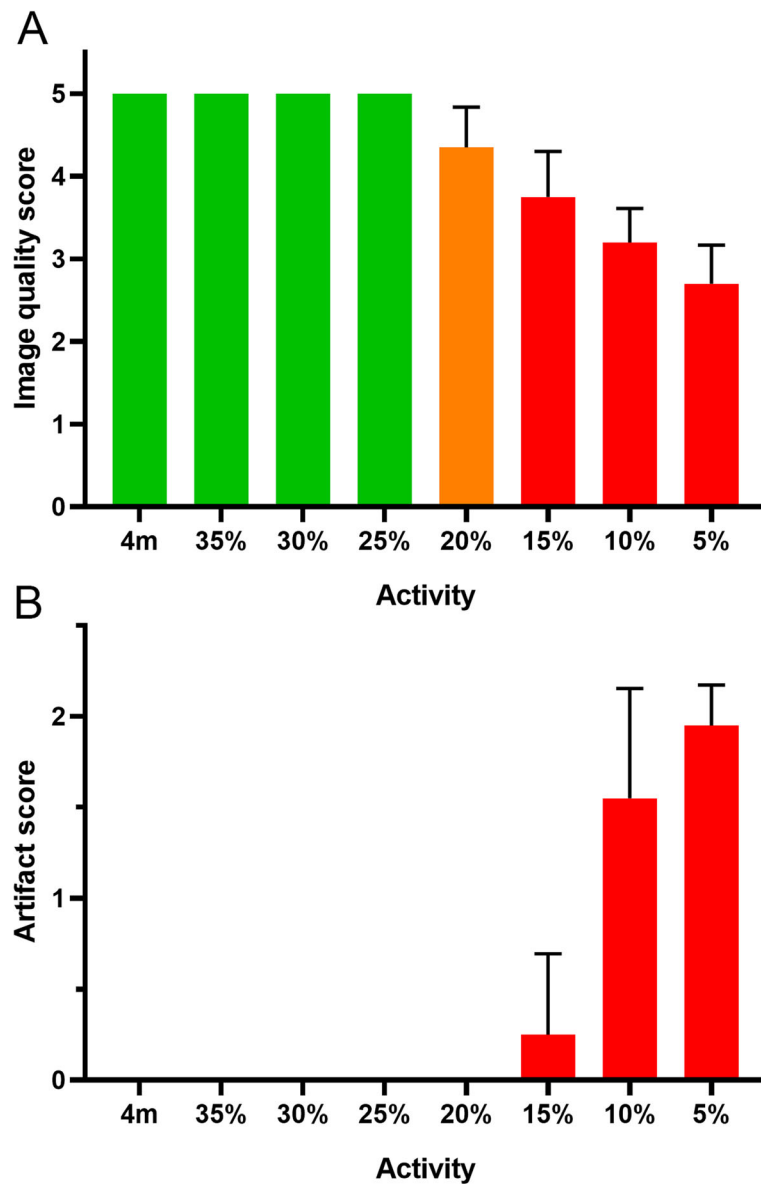 A
Image quality score
5
4
3
2
1
0
4m 35% 30% 25% 20% 15% 10% 5%
Activity
B
Artifact score
2
1
0
4m 35% 30% 25% 20% 15% 10% 5%
Activity